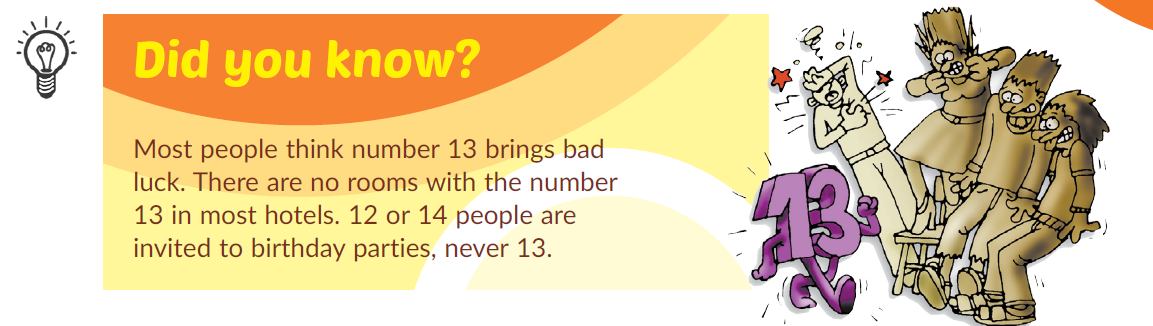 Did you know?
Most people think number 13 brings bad
luck. There are no rooms with the number
13 in most hotels. 12 or 14 people are
invited to birthday parties, never 13.
13